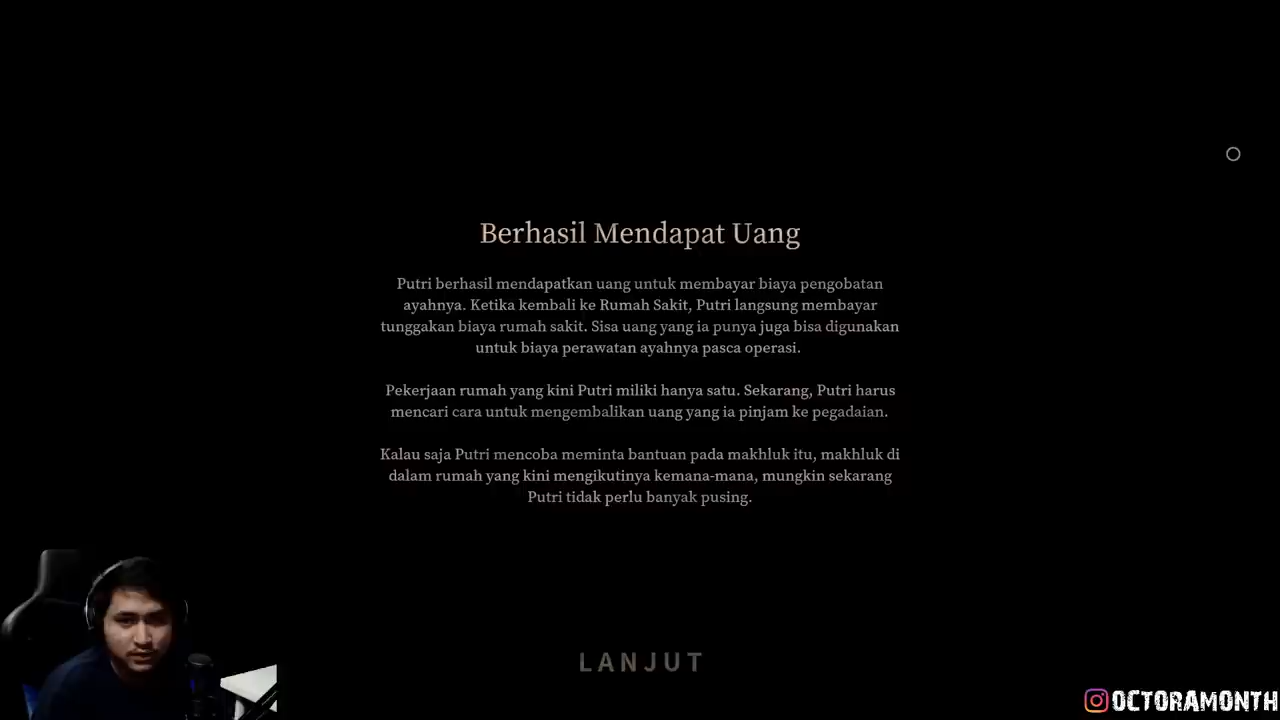 Berhasil Mendapat Uang
Putri berhasil mendapatkan uang untuk membayar biaya pengobatan
ayahnya. Ketika kembali ke Rumah Sakit, Putri langsung membayar
tunggakan biaya rumah sakit. Sisa uang yang ia punya juga bisa digunakan
untuk biaya perawatan ayahnya pasca operasi.
Pekerjaan rumah yang kini Putri miliki hanya satu. Sekarang, Putri harus
mencari cara untuk mengembalikan uang yang ia pinjam ke pegadaian.
Kalau saja Putri mencoba meminta bantuan pada makhluk itu, makhluk di
dalam rumah yang kini mengikutinya kemana-mana, mungkin sekarang
Putri tidak perlu banyak pusing.
LANJUT
OCTORAMONTH